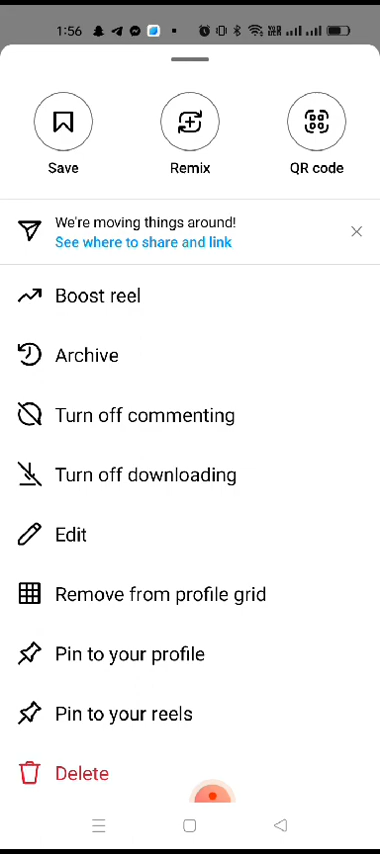 1:56
Save
Remix
QR code
We're moving things around!
See where to share and link
Boost reel
Archive
Turn off commenting
Turn off downloading
Edit
Remove from profile grid
Pin to your profile
Pin to your reels
Delete